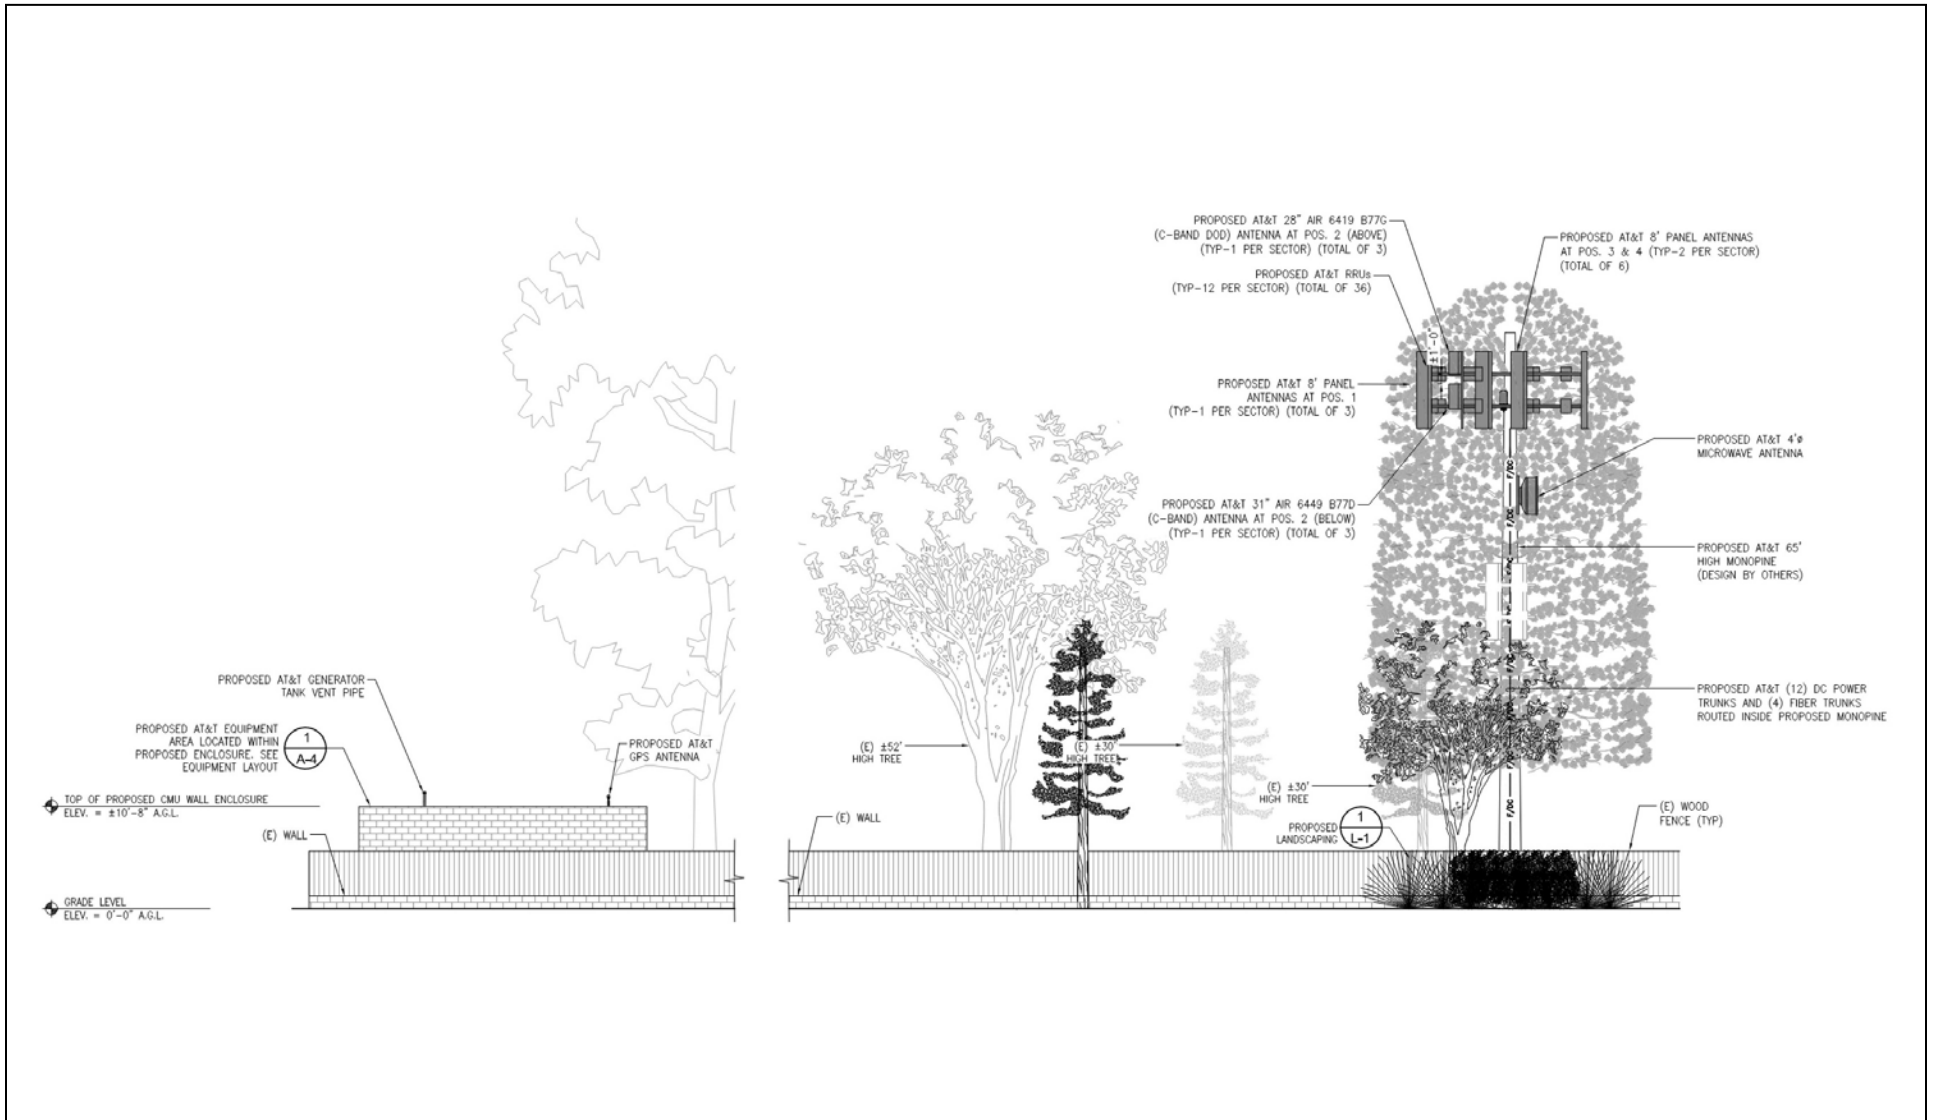 PROPOSED AT&T 28" AIR 6419 B77G
(C-BAND DOD) ANTENNA AT POS. 2 (ABOVE)
(TYP-1 PER SECTOR) (TOTAL OF 3)
PROPOSED AT&T RRUs
(TYP-12 PER SECTOR) (TOTAL OF 36)
PROPOSED AT&T 8' PANEL ANTENNAS
AT POS. 3 & 4 (TYP-2 PER SECTOR)
(TOTAL OF 6)
±1'-0"
PROPOSED AT&T 8' PANEL
ANTENNAS AT POS. 1
(TYP-1 PER SECTOR) (TOTAL OF 3)
PROPOSED AT&T 4'ø
MICROWAVE ANTENNA
F/DC
F/DC
PROPOSED AT&T 31" AIR 6449 B77D
(C-BAND) ANTENNA AT POS. 2 (BELOW)
(TYP-1 PER SECTOR) (TOTAL OF 3)
PROPOSED AT&T 65'
HIGH MONOPINE
(DESIGN BY OTHERS)
F/DC
PROPOSED AT&T GENERATOR
TANK VENT PIPE
PROPOSED AT&T (12) DC POWER
TRUNKS AND (4) FIBER TRUNKS
ROUTED INSIDE PROPOSED MONOPINE
PROPOSED AT&T EQUIPMENT
AREA LOCATED WITHIN
PROPOSED ENCLOSURE. SEE
EQUIPMENT LAYOUT
1
A-4
PROPOSED AT&T
GPS ANTENNA
(E) ±52'
HIGH TREE
(E) ±30'
HIGH TREE
F/DC
(E) ±30'
HIGH TREE
F/DC
TOP OF PROPOSED CMU WALL ENCLOSURE
ELEV. = ±10'-8" A.G.L.
(E) WALL
(E) WALL
PROPOSED
LANDSCAPING
1
L-1
(E) WOOD
FENCE (TYP)
GRADE LEVEL
ELEV. = 0'-0" A.G.L.